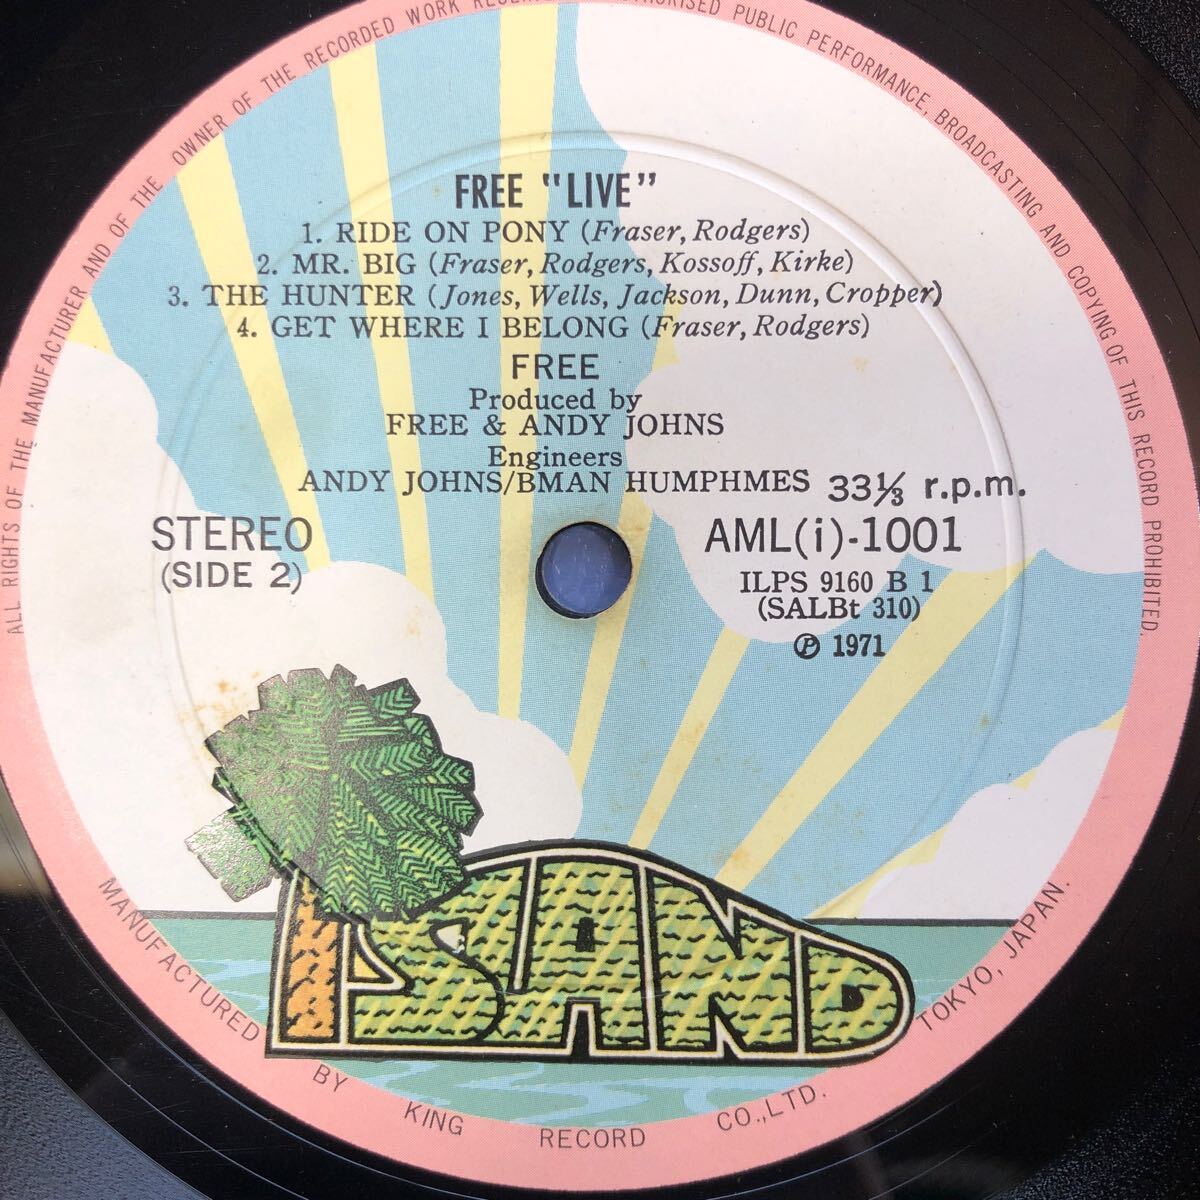 ALL RIGHTS OF THE MANUFACTURER AND OF THE OWNER OF THE RECORDED WORK PUBLIC PERFORMANCE, BROADCASTING AND COPYING OF THIS RECORD PROHIBITED.
FREE "LIVE"
1. RIDE ON PONY (Fraser, Rodgers)
2. MR. BIG (Fraser, Rodgers, Kossoff, Kirke)
3. THE HUNTER (Jones, Wells, Jackson, Dunn, Cropper)
4. GET WHERE I BELONG (Fraser, Rodgers)
FREE
Produced by
FREE & ANDY JOHNS
Engineers
ANDY JOHNS/BMAN HUMPHMES 33⅓ r.p.m.
STEREO
(SIDE 2)
AML(i)-1001
ILPS 9160 B 1
(SALBt 310)
Ⓟ 1971
ISLAND
MANUFACTURED BY KING RECORD CO.,LTD. TOKYO, JAPAN.